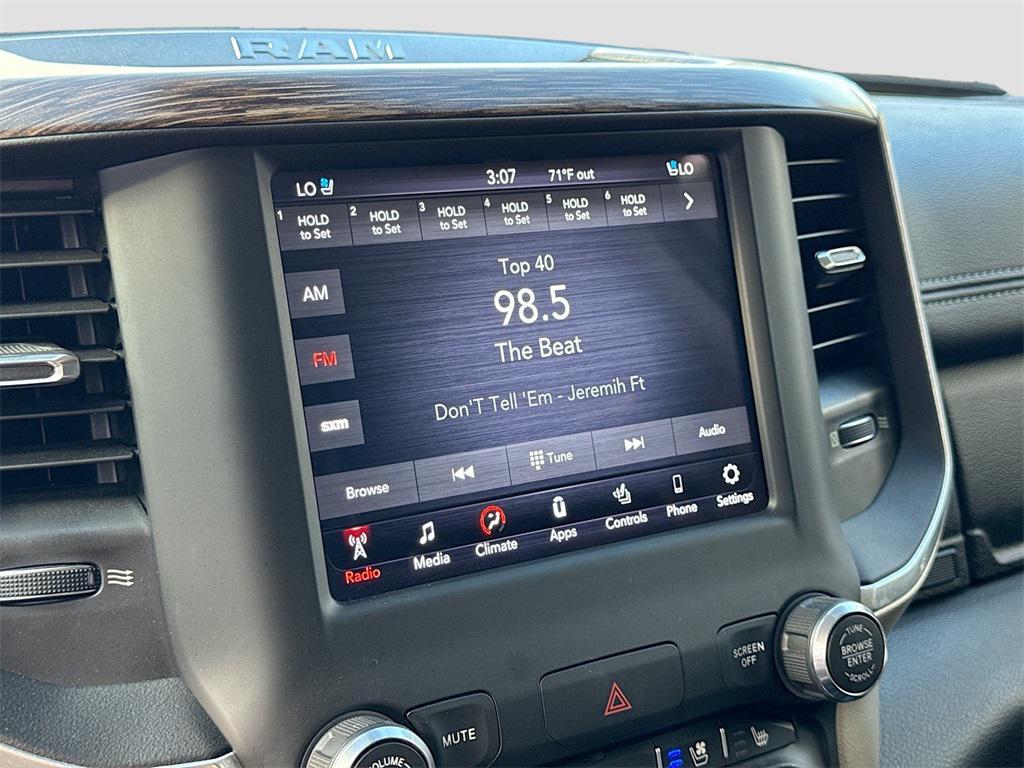 RAM
LO 3:07 71°F out LO
1 HOLD to Set 2 HOLD to Set 3 HOLD to Set 4 HOLD to Set 5 HOLD to Set 6 HOLD to Set
Top 40
AM
98.5
FM
The Beat
Don'T Tell 'Em - Jeremih Ft
sxm
Browse Tune Audio
Radio Media Climate Apps Controls Phone Settings
SCREEN
OFF
TUNE
BROWSE
ENTER
SCROLL
MUTE
VOLUME